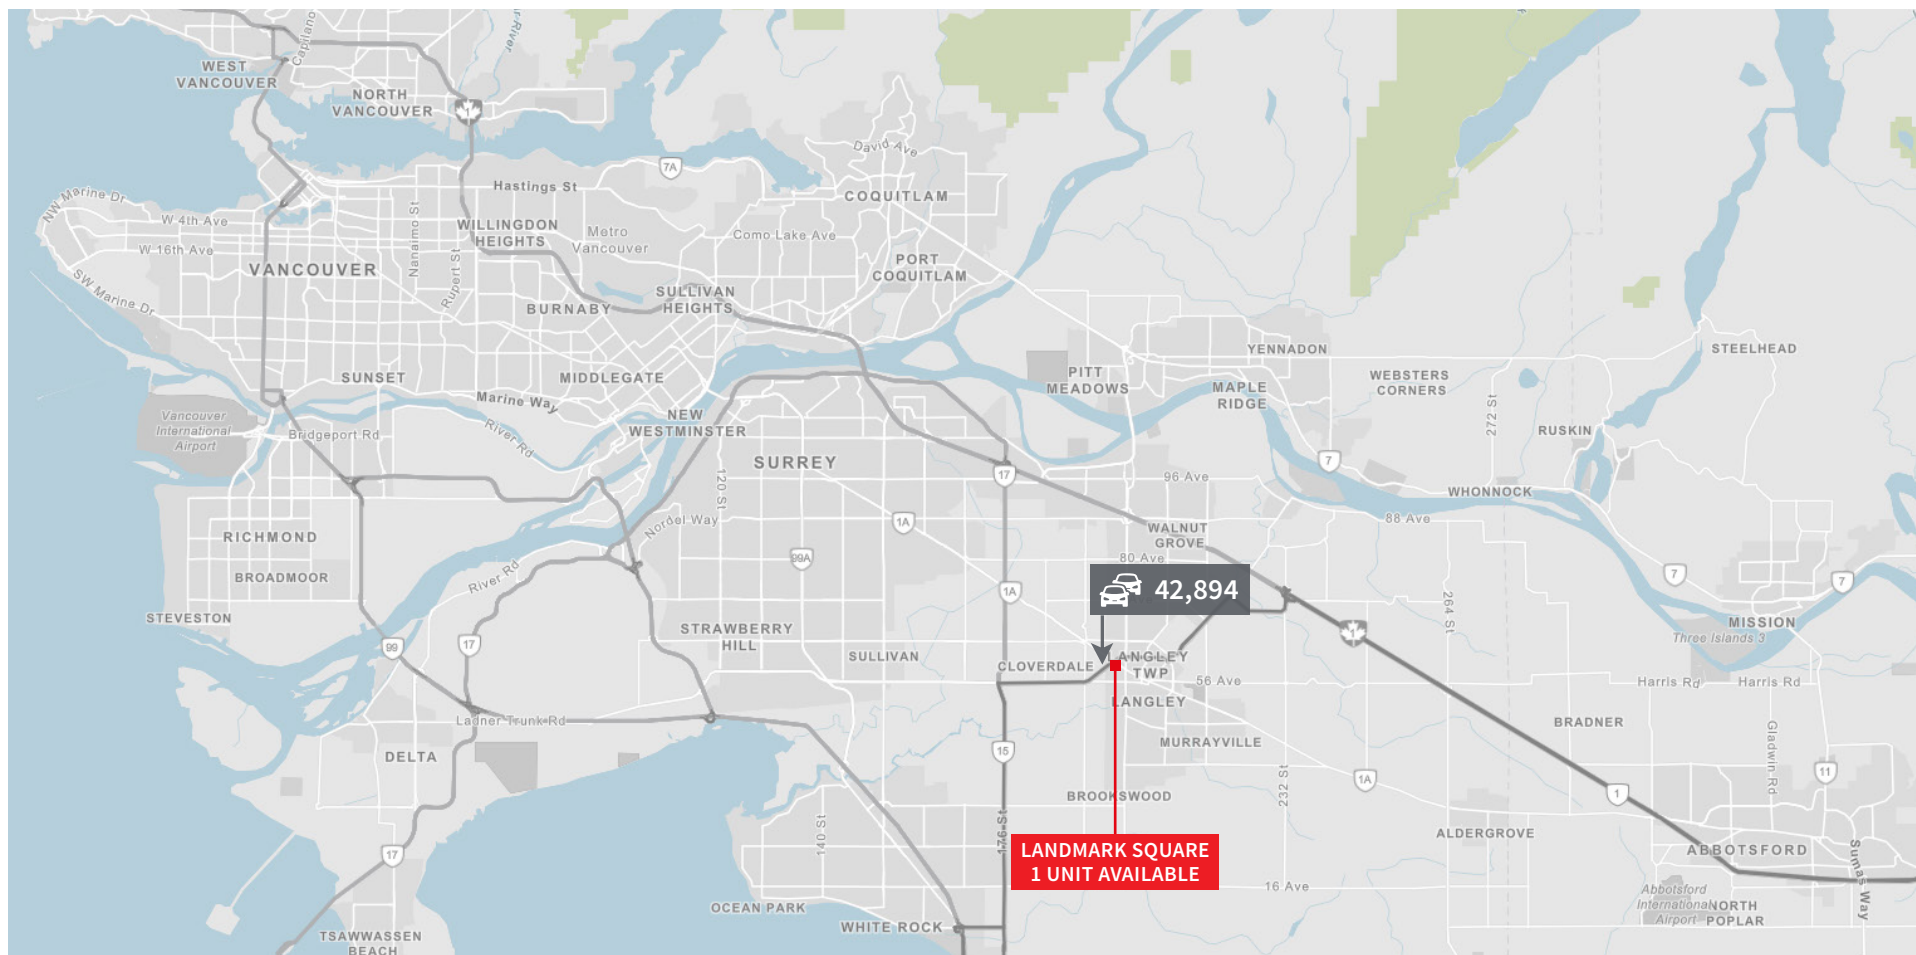 Capilano
River
WEST
VANCOUVER
NORTH
VANCOUVER
1
7A
David Ave
Hastings St
COQUITLAM
NW Marine Dr
W 4th Ave
Nanaimo St
WILLINGDON
HEIGHTS
Metro
Vancouver
Como Lake Ave
W 16th Ave
VANCOUVER
Rupert St
PORT
COQUITLAM
SW Marine Dr
BURNABY
SULLIVAN
HEIGHTS
YENNADON
STEELHEAD
SUNSET
MIDDLEGATE
PITT
MEADOWS
MAPLE
RIDGE
WEBSTERS
CORNERS
Marine Way
272 St
Vancouver
International
Airport
Bridgeport Rd
River Rd
NEW
WESTMINSTER
RUSKIN
SURREY
120 St
17
96 Ave
7
WHONNOCK
Nordel Way
1A
88 Ave
RICHMOND
WALNUT
GROVE
99A
80 Ave
BROADMOOR
River Rd
1A
42,894
264 St
7
7
STEVESTON
99
17
STRAWBERRY
HILL
SULLIVAN
CLOVERDALE
LANGLEY
TWP
1
MISSION
Three Islands 3
56 Ave
Harris Rd
Harris Rd
LANGLEY
Ladner Trunk Rd
BRADNER
DELTA
15
MURRAYVILLE
Gladwin Rd
232 St
1A
11
BROOKSWOOD
1
140 St
176 St
ALDERGROVE
LANDMARK SQUARE
1 UNIT AVAILABLE
17
ABBOTSFORD
Sumas Way
16 Ave
Abbotsford
International
Airport
NORTH
POPLAR
OCEAN PARK
WHITE ROCK
TSAWWASSEN
BEACH